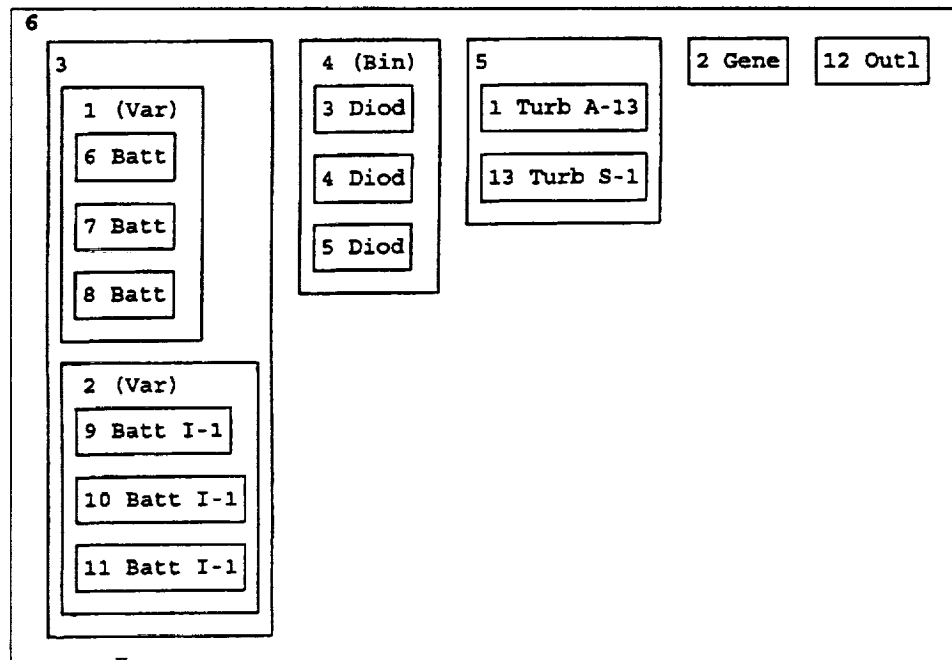 6
3
1 (Var)
6 Batt
7 Batt
8 Batt
2 (Var)
9 Batt I-1
10 Batt I-1
11 Batt I-1
4 (Bin)
3 Diod
4 Diod
5 Diod
5
1 Turb A-13
13 Turb S-1
2 Gene
12 Outl